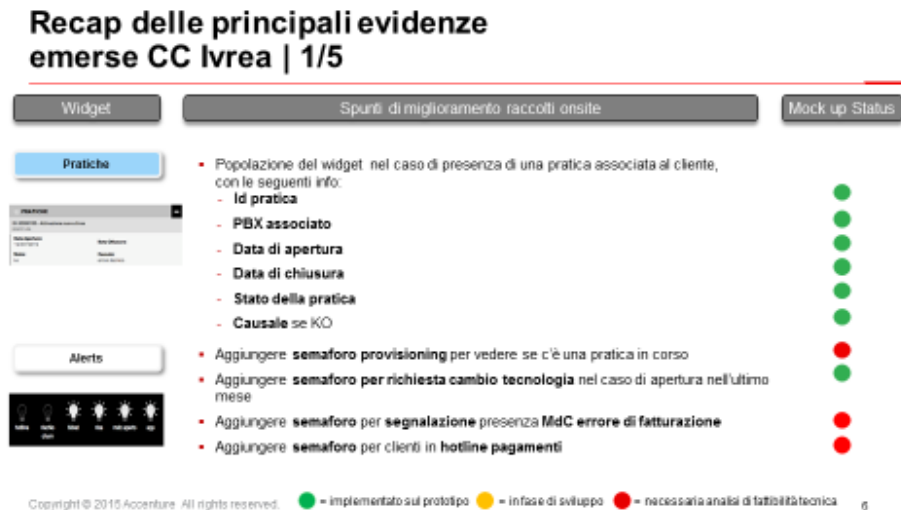 Recap delle principali evidenze
emerse CC Ivrea | 1/5
Widget
Spunti di miglioramento raccolti onsite
Mock up Status
Pratiche
Popolazione del widget nel caso di presenza di una pratica associata al cliente,
con le seguenti info:
- Id pratica
- PBX associato
- Data di apertura
- Data di chiusura
- Stato della pratica
- Causale se KO
PRATICHE
Alerts
Aggiungere semaforo provisioning per vedere se c'è una pratica in corso
Aggiungere semaforo per richiesta cambio tecnologia nel caso di apertura nell'ultimo
mese
Aggiungere semaforo per segnalazione presenza MdC errore di fatturazione
Aggiungere semaforo per clienti in hotline pagamenti
Copyright © 2015 Accenture All rights reserved.
= implementato sul prototipo
= in fase di sviluppo
= necessaria analisi di fattibilità tecnica
6